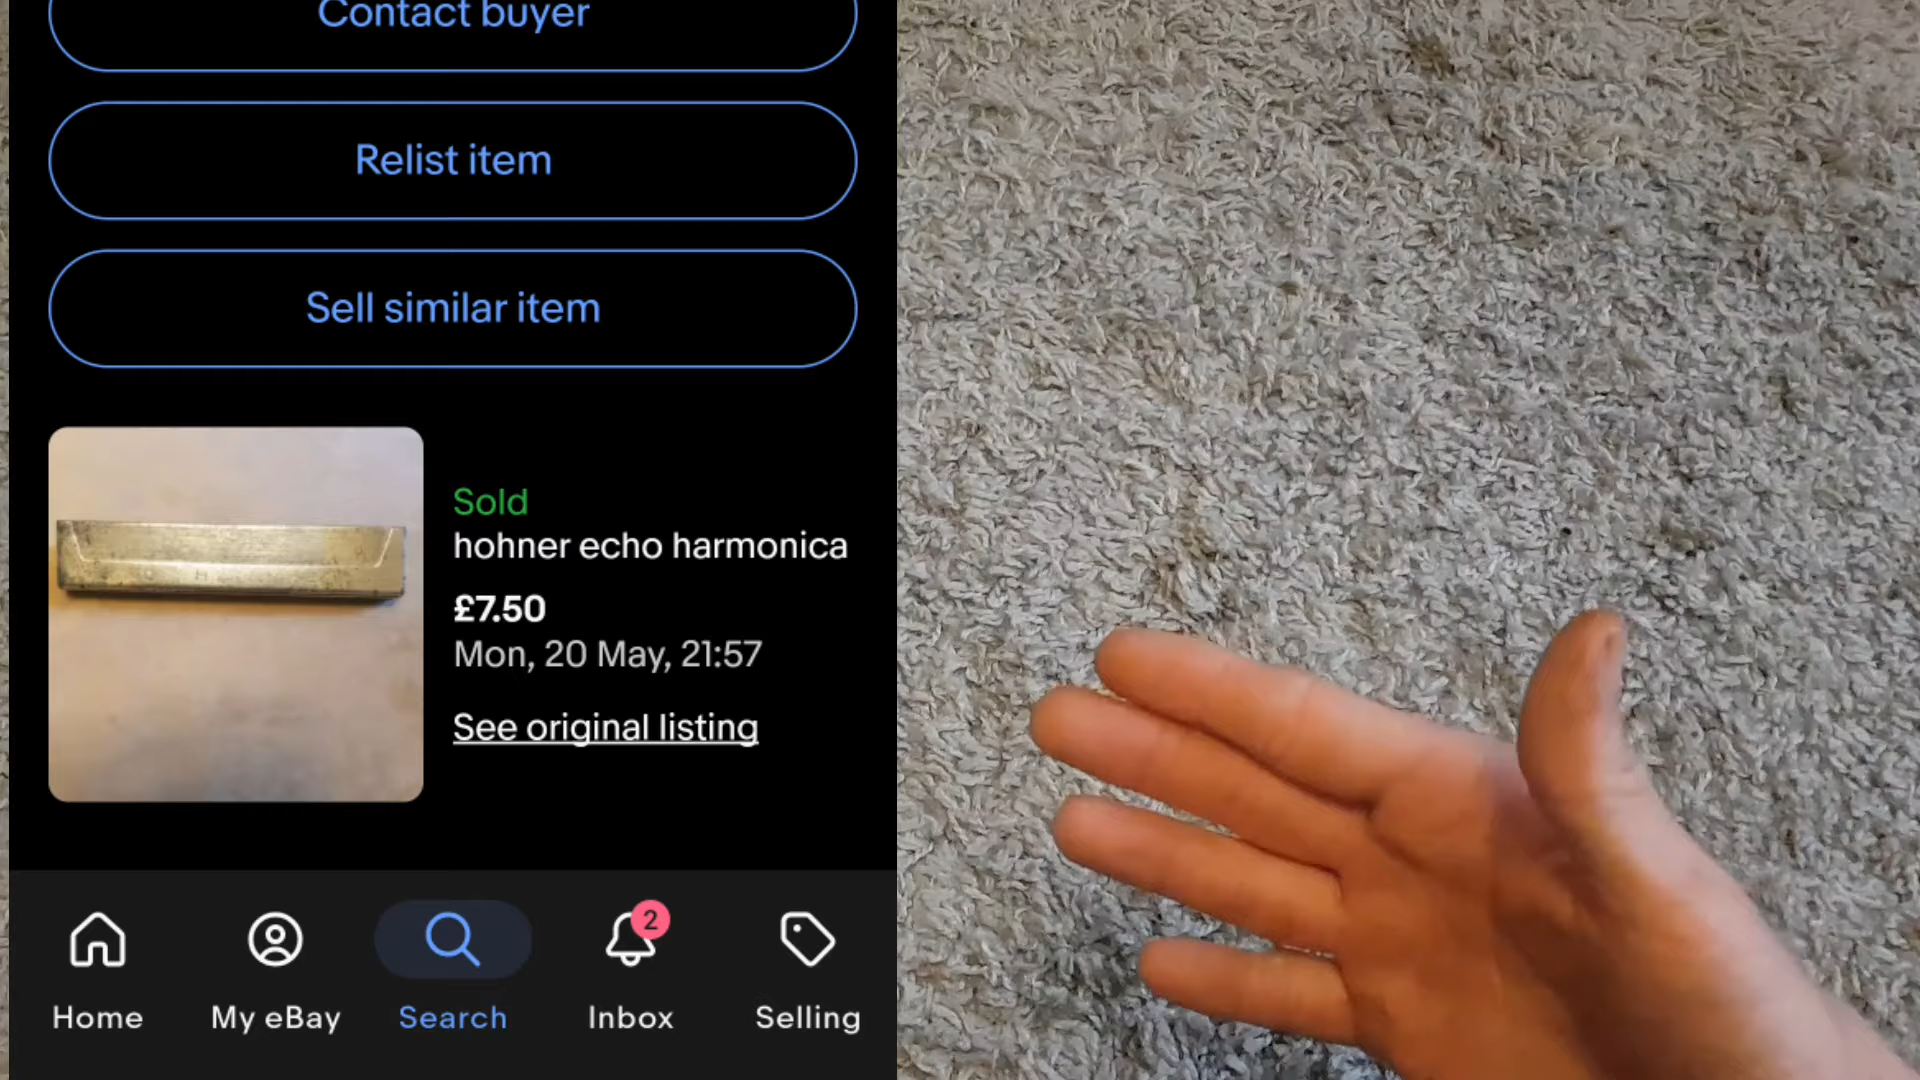 Contact buyer
Relist item
Sell similar item
Sold
hohner echo harmonica
£7.50
Mon, 20 May, 21:57
See original listing
2
Home
My eBay
Search
Inbox
Selling